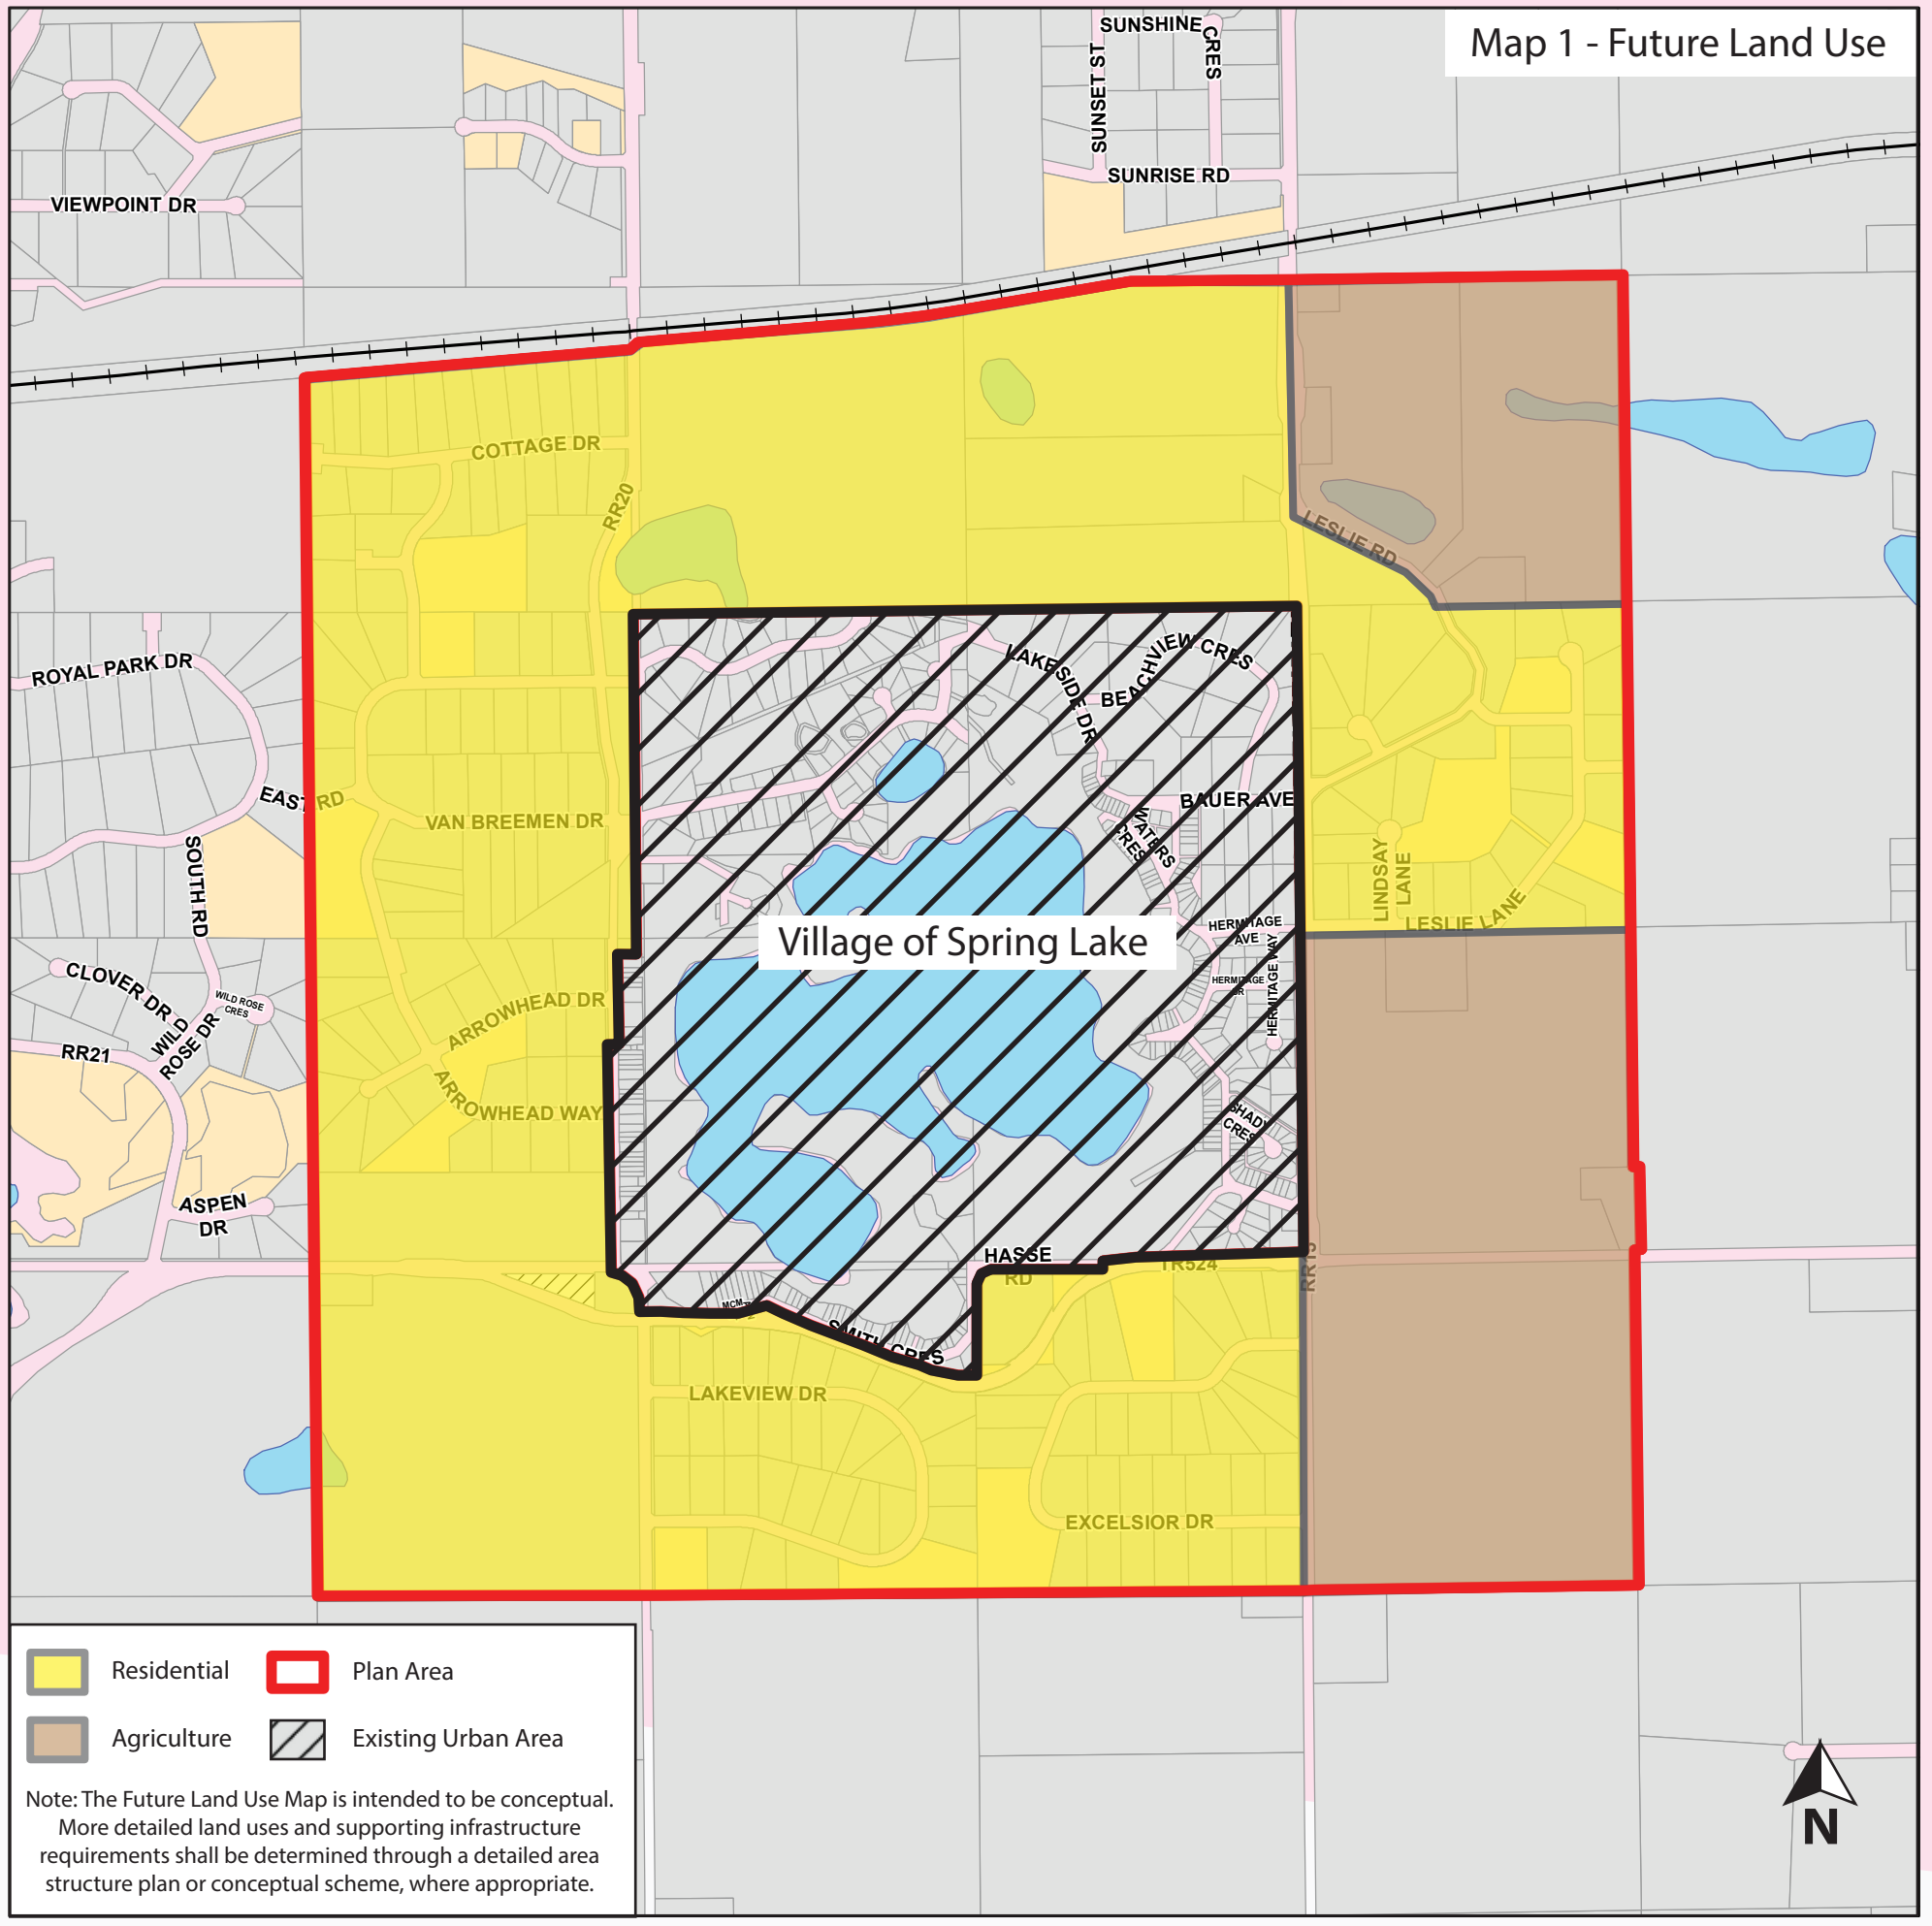 Map 1 - Future Land Use
SUNSHINE
CRES
SUNSET ST
SUNRISE RD
VIEWPOINT DR
COTTAGE DR
RR20
LESLIE RD
ROYAL PARK DR
LAKESIDE DR
BEACHVIEW CRES
EAST RD
VAN BREEMEN DR
BAUER AVE
WATERS
CRES
SOUTH RD
LINDSAY
LANE
LESLIE LANE
Village of Spring Lake
HERMITAGE
AVE
HERMITAGE WAY
HERMITAGE
DR
CLOVER DR
WILD ROSE
CRES
WILD
ROSE DR
RR21
ARROWHEAD DR
ARROWHEAD WAY
SHADY
CRES
ASPEN
DR
HASSE
RD
TR524
RR13
SMITH CRES
LAKEVIEW DR
EXCELSIOR DR
Residential
Plan Area
Agriculture
Existing Urban Area
Note: The Future Land Use Map is intended to be conceptual.
More detailed land uses and supporting infrastructure
requirements shall be determined through a detailed area
structure plan or conceptual scheme, where appropriate.
N